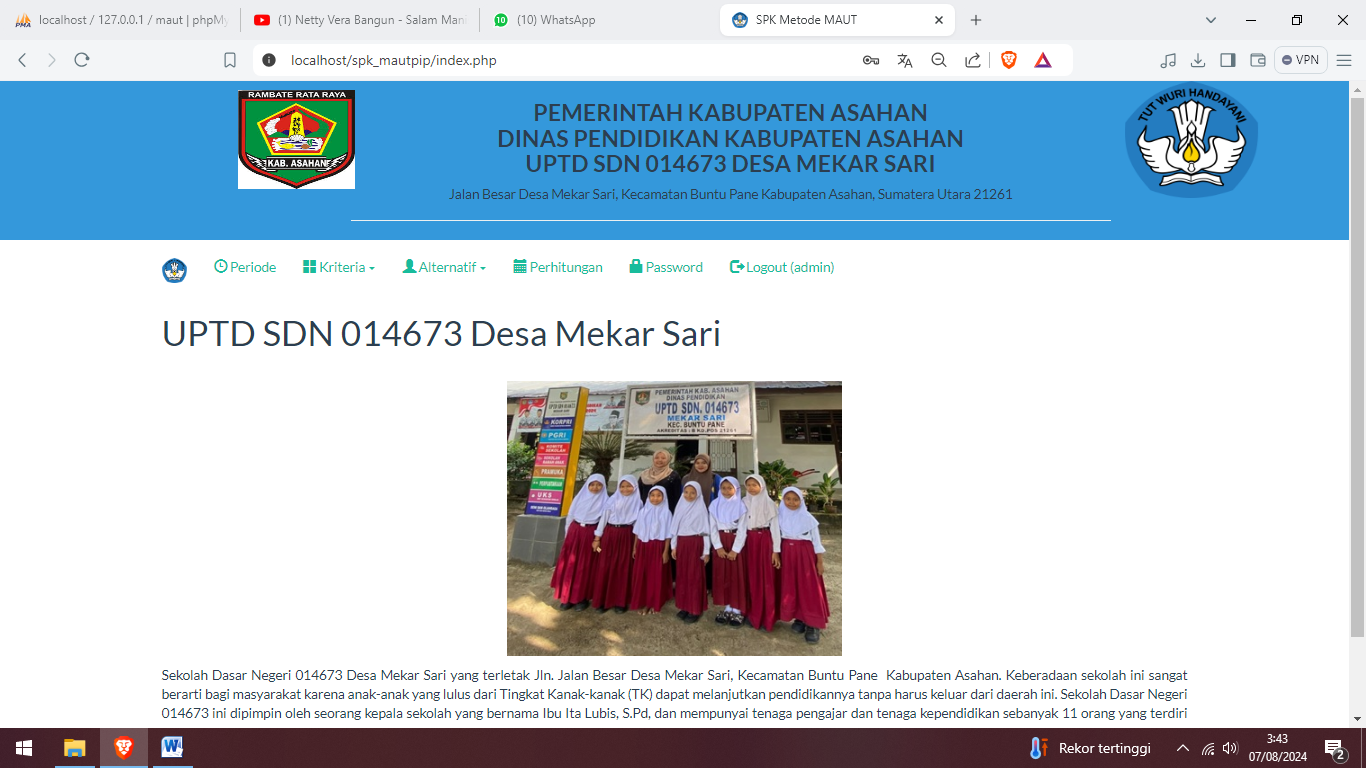 localhost / 127.0.0.1 / maut | phpMy
(1) Netty Vera Bangun - Salam Mani
(10) WhatsApp
SPK Metode MAUT
localhost/spk_mautpip/index.php
VPN
RAMBATE RATA RAYA
KAB. ASAHAN
PEMERINTAH KABUPATEN ASAHAN
DINAS PENDIDIKAN KABUPATEN ASAHAN
UPTD SDN 014673 DESA MEKAR SARI
Jalan Besar Desa Mekar Sari, Kecamatan Buntu Pane Kabupaten Asahan, Sumatera Utara 21261
TUT WURI HANDAYANI
Periode
Kriteria
Alternatif
Perhitungan
Password
Logout (admin)
UPTD SDN 014673 Desa Mekar Sari
PEMERINTAH KAB. ASAHAN
DINAS PENDIDIKAN
UPTD SDN. 014673
MEKAR SARI
KEC. BUNTU PANE
KORPRI
PGRI
KOMITE
SEKOLAH
PRAMUKA
UKS
Sekolah Dasar Negeri 014673 Desa Mekar Sari yang terletak Jln. Jalan Besar Desa Mekar Sari, Kecamatan Buntu Pane  Kabupaten Asahan. Keberadaan sekolah ini sangat
berarti bagi masyarakat karena anak-anak yang lulus dari Tingkat Kanak-kanak (TK) dapat melanjutkan pendidikannya tanpa harus keluar dari daerah ini. Sekolah Dasar Negeri
014673 ini dipimpin oleh seorang kepala sekolah yang bernama Ibu Ita Lubis, S.Pd, dan mempunyai tenaga pengajar dan tenaga kependidikan sebanyak 11 orang yang terdiri
Rekor tertinggi
3:43
07/08/2024
2